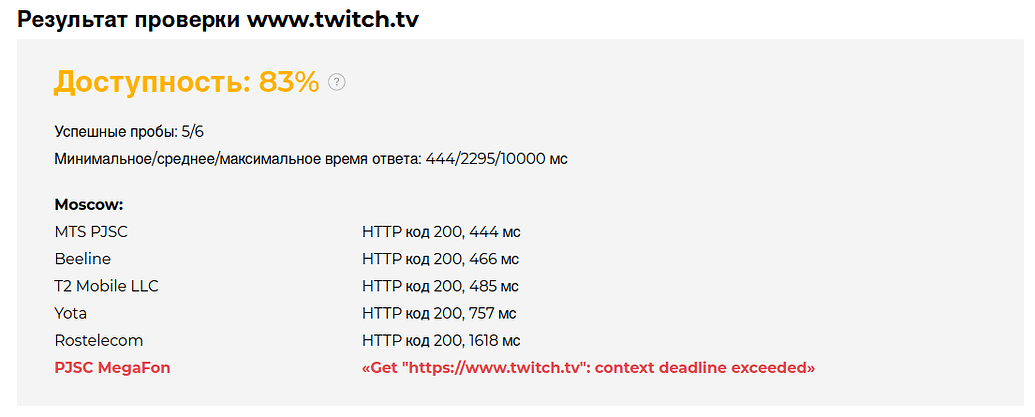 Результат проверки www.twitch.tv
Доступность: 83% ?
Успешные пробы: 5/6
Минимальное/среднее/максимальное время ответа: 444/2295/10000 мс
Moscow:
MTS PJSC HTTP код 200, 444 мс
Beeline HTTP код 200, 466 мс
T2 Mobile LLC HTTP код 200, 485 мс
Yota HTTP код 200, 757 мс
Rostelecom HTTP код 200, 1618 мс
PJSC MegaFon «Get "https://www.twitch.tv": context deadline exceeded»